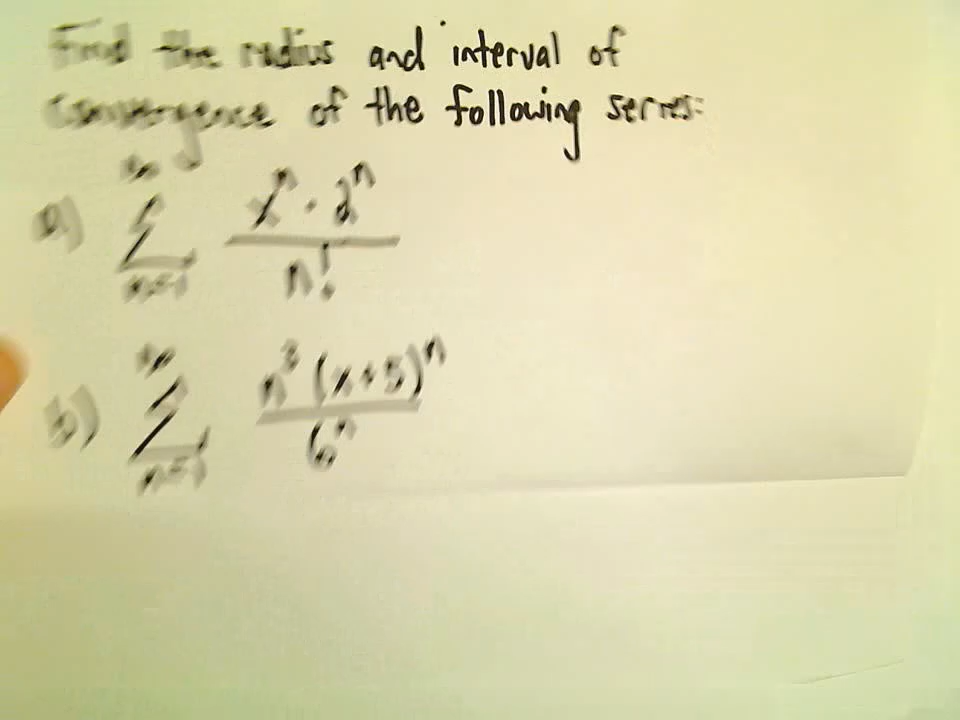 Find the radius and interval of
Convergence of the following series:
a) ∞ ∑ n=1 xⁿ · 2ⁿ / n!
b) ∞ ∑ n=1 n³ (x+5)ⁿ / 6ⁿ